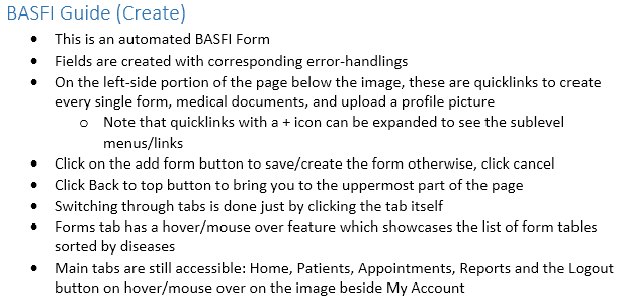 BASFI Guide (Create)
• This is an automated BASFI Form
• Fields are created with corresponding error-handlings
• On the left-side portion of the page below the image, these are quicklinks to create
every single form, medical documents, and upload a profile picture
o Note that quicklinks with a + icon can be expanded to see the sublevel
menus/links
• Click on the add form button to save/create the form otherwise, click cancel
• Click Back to top button to bring you to the uppermost part of the page
• Switching through tabs is done just by clicking the tab itself
• Forms tab has a hover/mouse over feature which showcases the list of form tables
sorted by diseases
• Main tabs are still accessible: Home, Patients, Appointments, Reports and the Logout
button on hover/mouse over on the image beside My Account